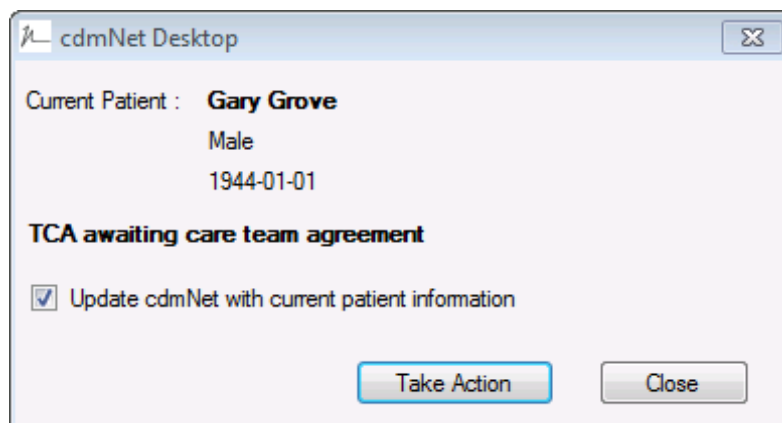 cdmNet Desktop
Current Patient : Gary Grove
Male
1944-01-01
TCA awaiting care team agreement
Update cdmNet with current patient information
Take Action Close